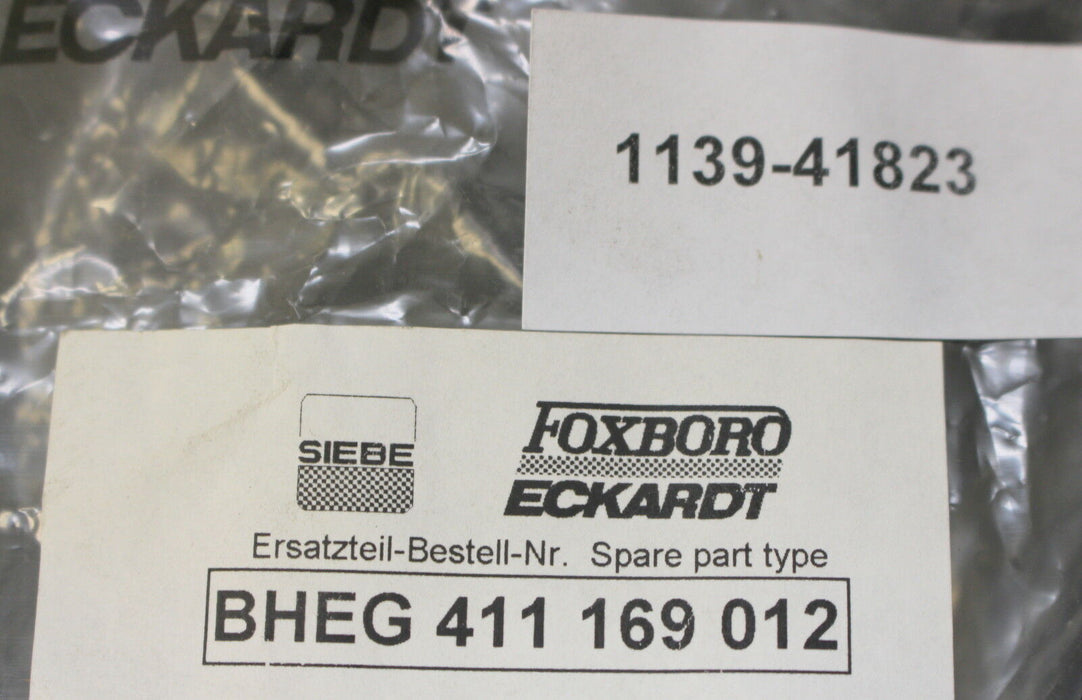 ECKARDT
1139-41823
SIEBE
FOXBORO
ECKARDT
Ersatzteil-Bestell-Nr. Spare part type
BHEG 411 169 012